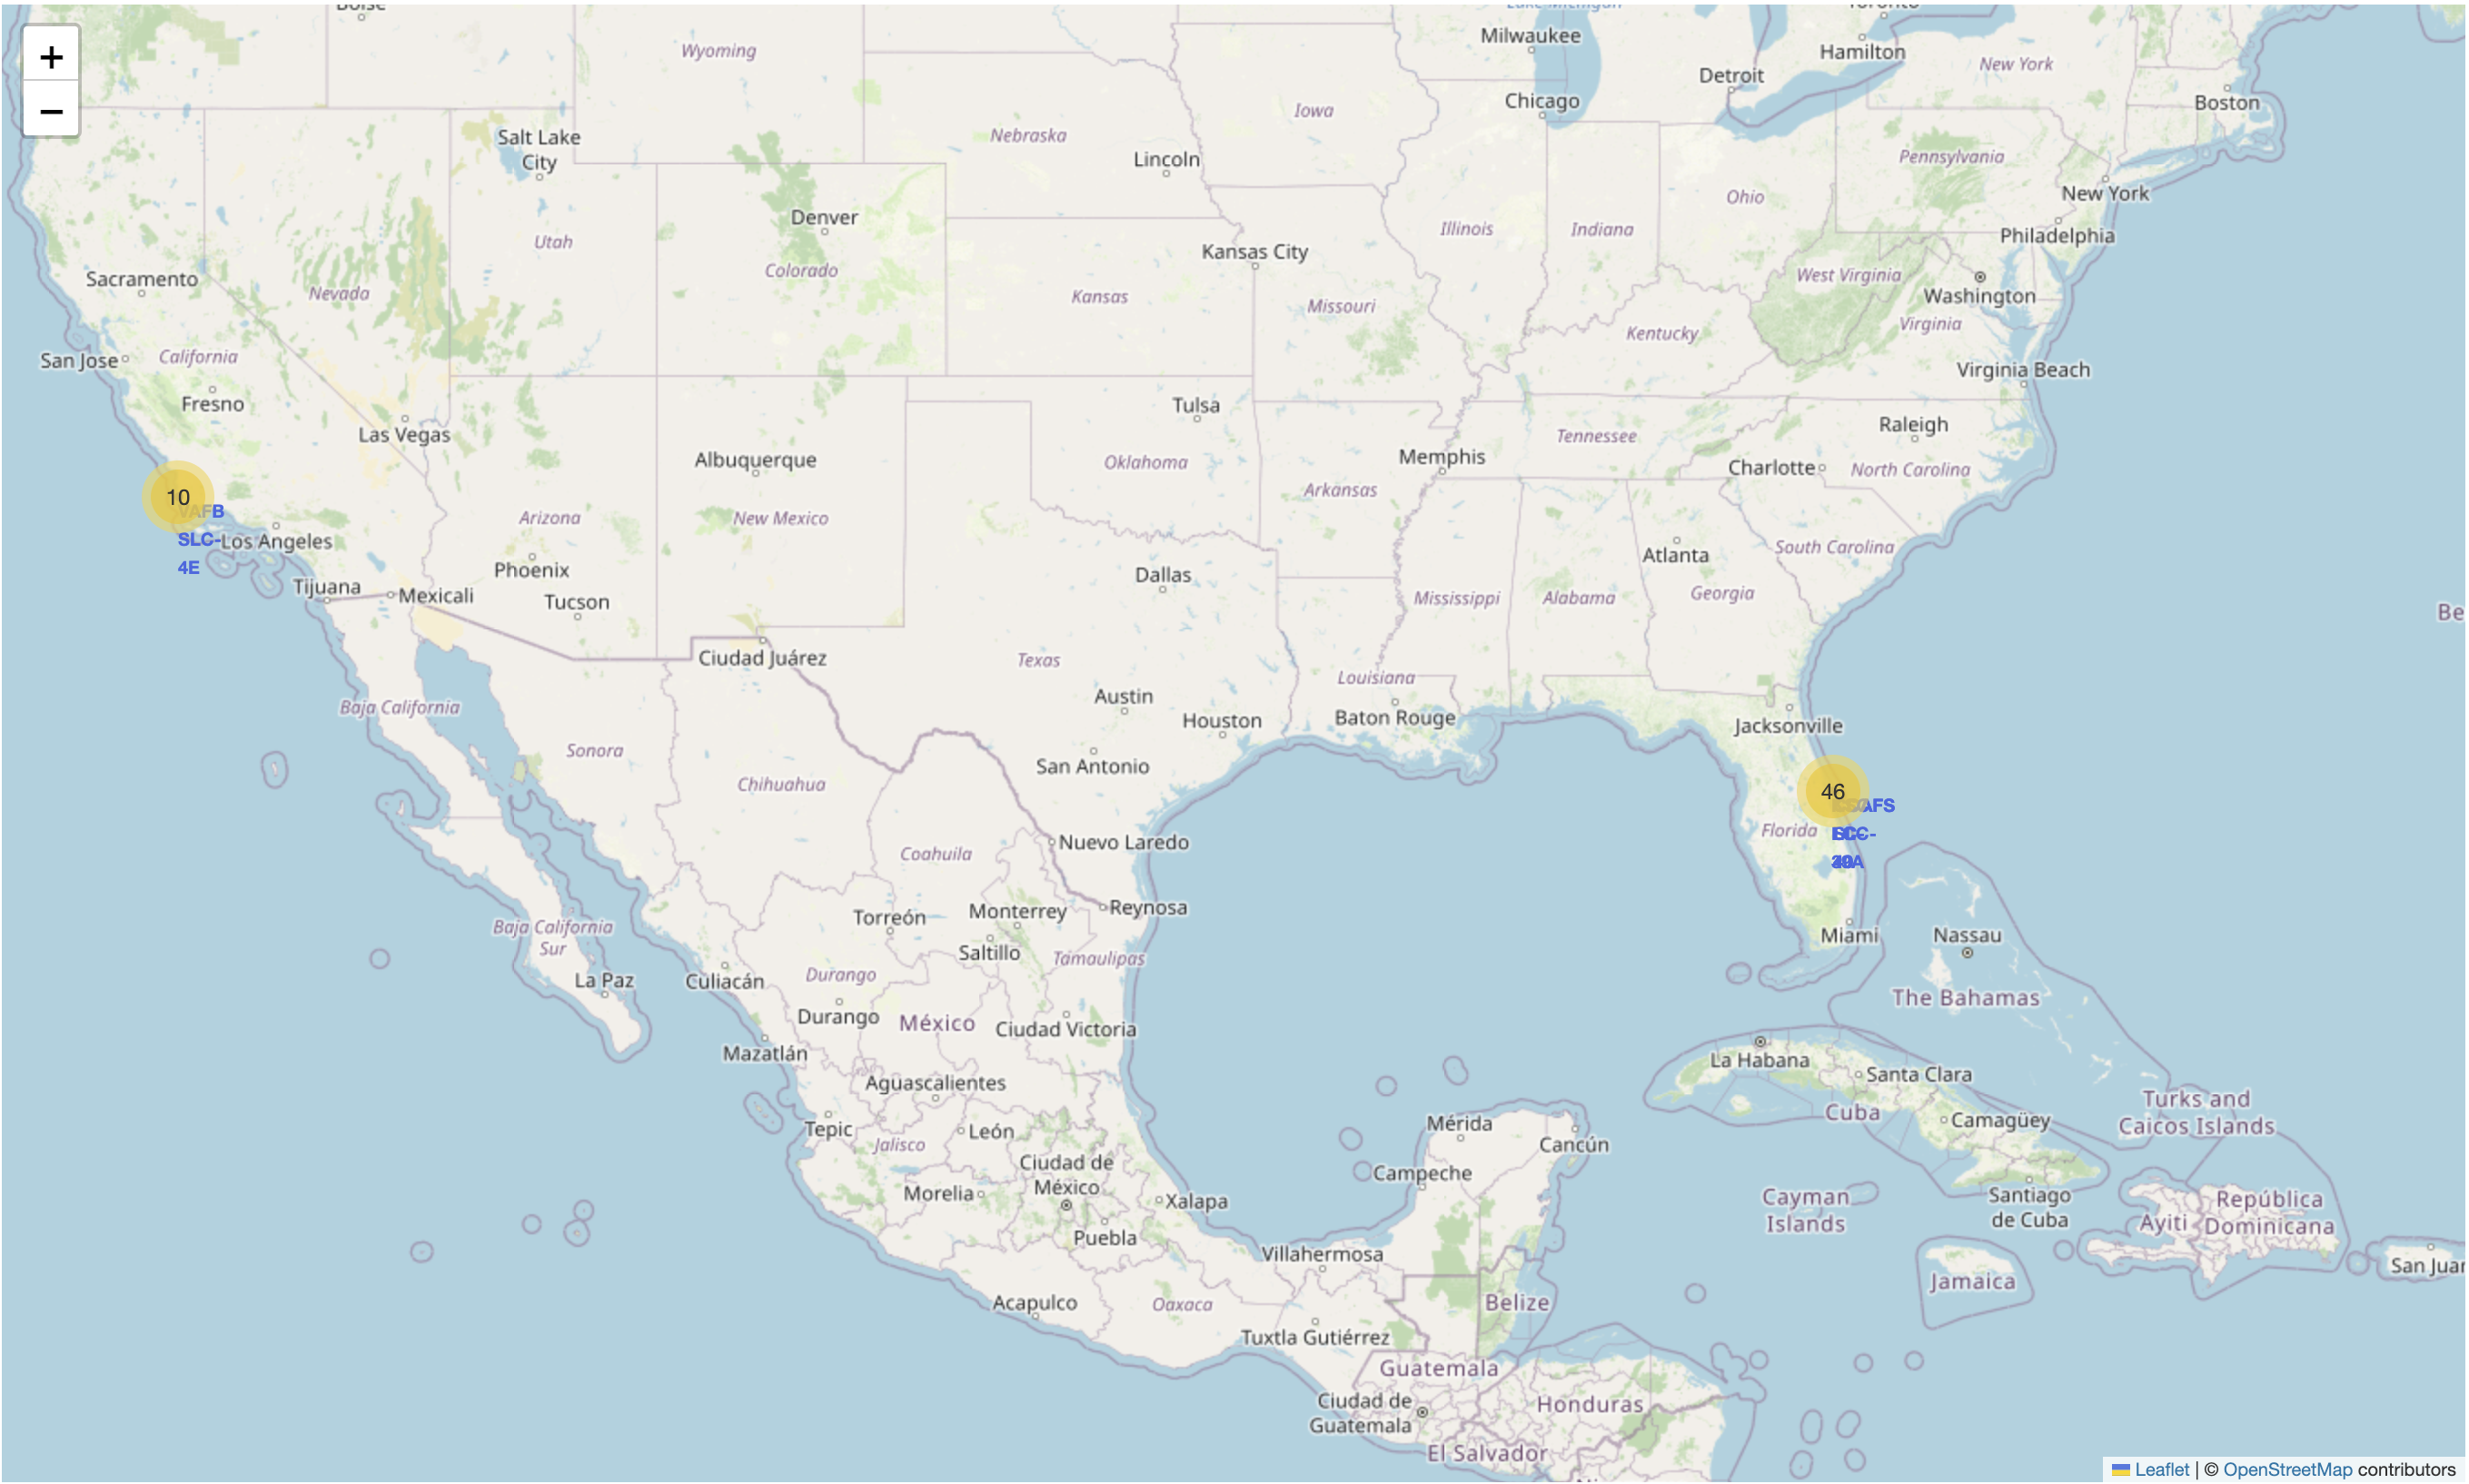 Boise
Toronto
+
−
Milwaukee
Hamilton
Wyoming
New York
Detroit
Chicago
Boston
Iowa
Nebraska
Salt Lake
City
Lincoln
Pennsylvania
New York
Ohio
Denver
Illinois
Indiana
Philadelphia
Utah
Kansas City
Colorado
West Virginia
Sacramento
Nevada
Kansas
Missouri
Washington
Virginia
Kentucky
San Jose
California
Virginia Beach
Fresno
Tulsa
Raleigh
Las Vegas
Tennessee
Albuquerque
Oklahoma
Memphis
Charlotte
North Carolina
10
Arkansas
VAFB
SLC-
4E
Arizona
New Mexico
Los Angeles
South Carolina
Atlanta
Phoenix
Dallas
Tijuana
Mexicali
Tucson
Mississippi
Alabama
Georgia
Be
Ciudad Juárez
Texas
Louisiana
Austin
Baja California
Houston
Baton Rouge
Jacksonville
Sonora
San Antonio
Chihuahua
46
Florida
Nuevo Laredo
Coahuila
Torreón
Monterrey
Reynosa
Baja California
Sur
Saltillo
Tamaulipas
Miami
Nassau
La Paz
Culiacán
Durango
The Bahamas
Durango
México
Ciudad Victoria
Mazatlán
La Habana
Santa Clara
Aguascalientes
Turks and
Caicos Islands
Cuba
Camagüey
Mérida
Tepic
Jalisco
León
Cancún
Ciudad de
México
Campeche
Morelia
Xalapa
Cayman
Islands
Santiago
de Cuba
República
Dominicana
Ayiti
Puebla
Villahermosa
San Juan
Jamaica
Acapulco
Oaxaca
Belize
Tuxtla Gutiérrez
Guatemala
Ciudad de
Guatemala
Honduras
El Salvador
Leaflet | © OpenStreetMap contributors